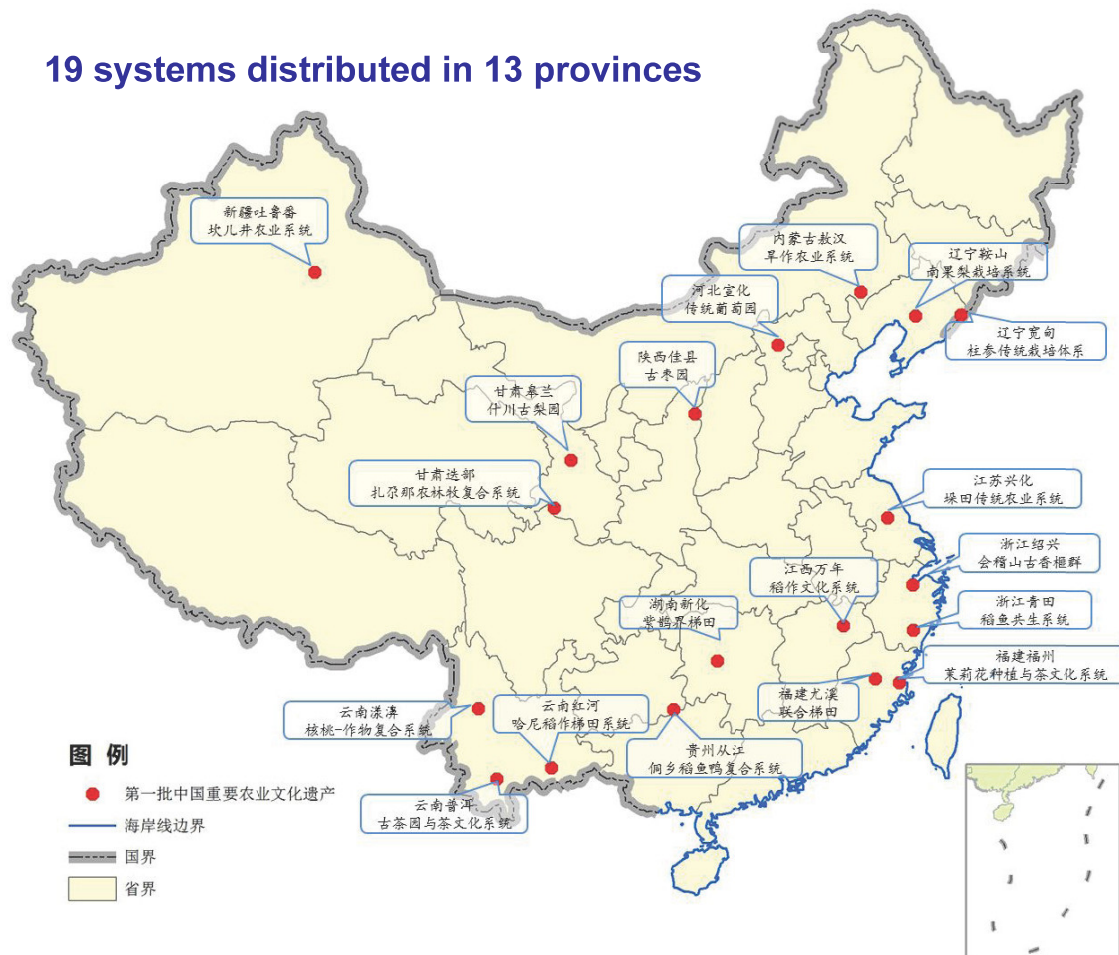 19 systems distributed in 13 provinces
新疆吐鲁番
坎儿井农业系统
内蒙古敖汉
旱作农业系统
辽宁鞍山
南果梨栽培系统
河北宣化
传统葡萄园
辽宁宽甸
柱参传统栽培体系
陕西佳县
古枣园
甘肃皋兰
什川古梨园
甘肃迭部
扎尕那农林牧复合系统
江苏兴化
垛田传统农业系统
浙江绍兴
会稽山古香榧群
江西万年
稻作文化系统
湖南新化
紫鹊界梯田
浙江青田
稻鱼共生系统
福建福州
茉莉花种植与茶文化系统
福建尤溪
联合梯田
云南漾濞
核桃-作物复合系统
云南红河
哈尼稻作梯田系统
贵州从江
侗乡稻鱼鸭复合系统
云南普洱
古茶园与茶文化系统
图 例
第一批中国重要农业文化遗产
海岸线边界
国界
省界